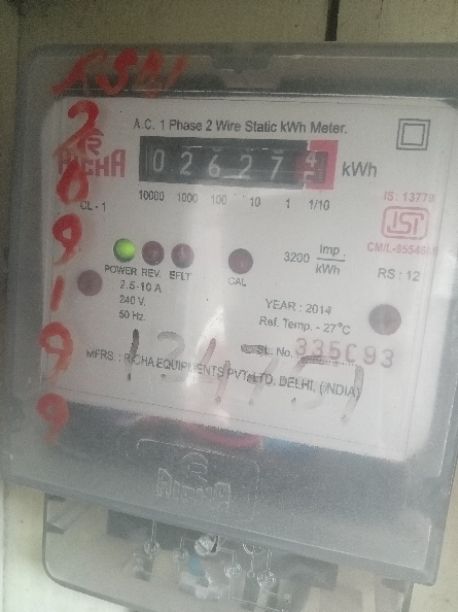 A.C. 1 Phase 2 Wire Static kWh Meter.
RICHA
02627 4 kWh
10000 1000 100 10 1 1/10
CL - 1
IS : 13779
ISI
RS : 12
POWER REV. EFLT
CAL
3200 Imp. / kWh
2.5-10 A
240 V.
50 Hz.
YEAR : 2014
Ref. Temp. - 27°C
SL. No. 335093
MFRS. : RICHA EQUIPMENTS PVT. LTD. DELHI, (INDIA)
RICHA